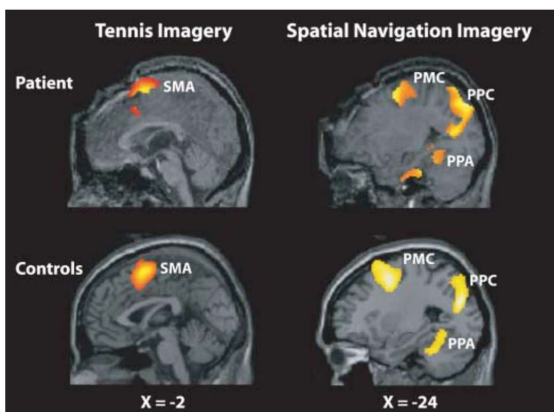 Tennis Imagery Spatial Navigation Imagery
Patient
SMA
PMC
PPC
PPA
Controls
SMA
PMC
PPC
PPA
X = -2 X = -24